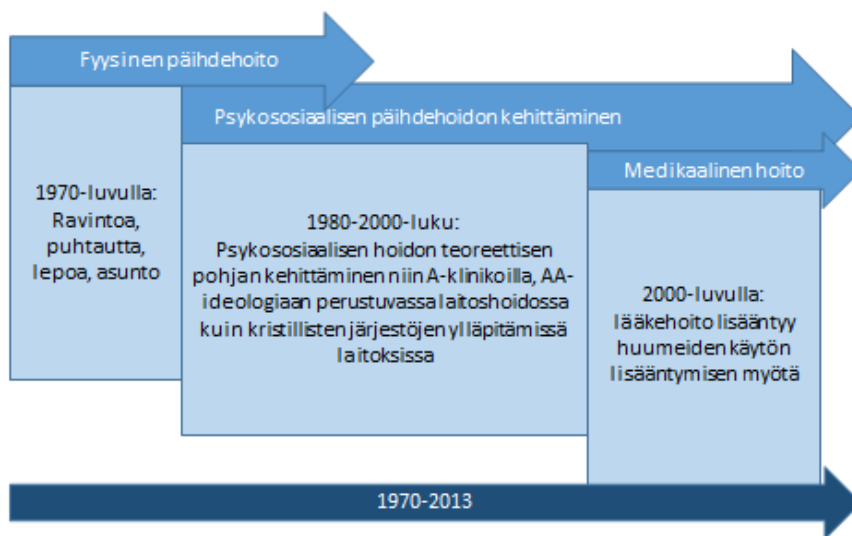 Fyysinen päihdehoito
Psykososiaalisen päihdehoidon kehittäminen
Medikaalinen hoito
1970-luvulla:
Ravintoa,
puhtautta,
lepoa, asunto
1980-2000-luku:
Psykososiaalisen hoidon teoreettisen
pohjan kehittäminen niin A-klinikoilla, AA-
ideologiaan perustuvassa laitoshoidossa
kuin kristillisten järjestöjen ylläpitämissä
laitoksissa
2000-luvulla:
lääkehoito lisääntyy
huumeiden käytön
lisääntymisen myötä
1970-2013